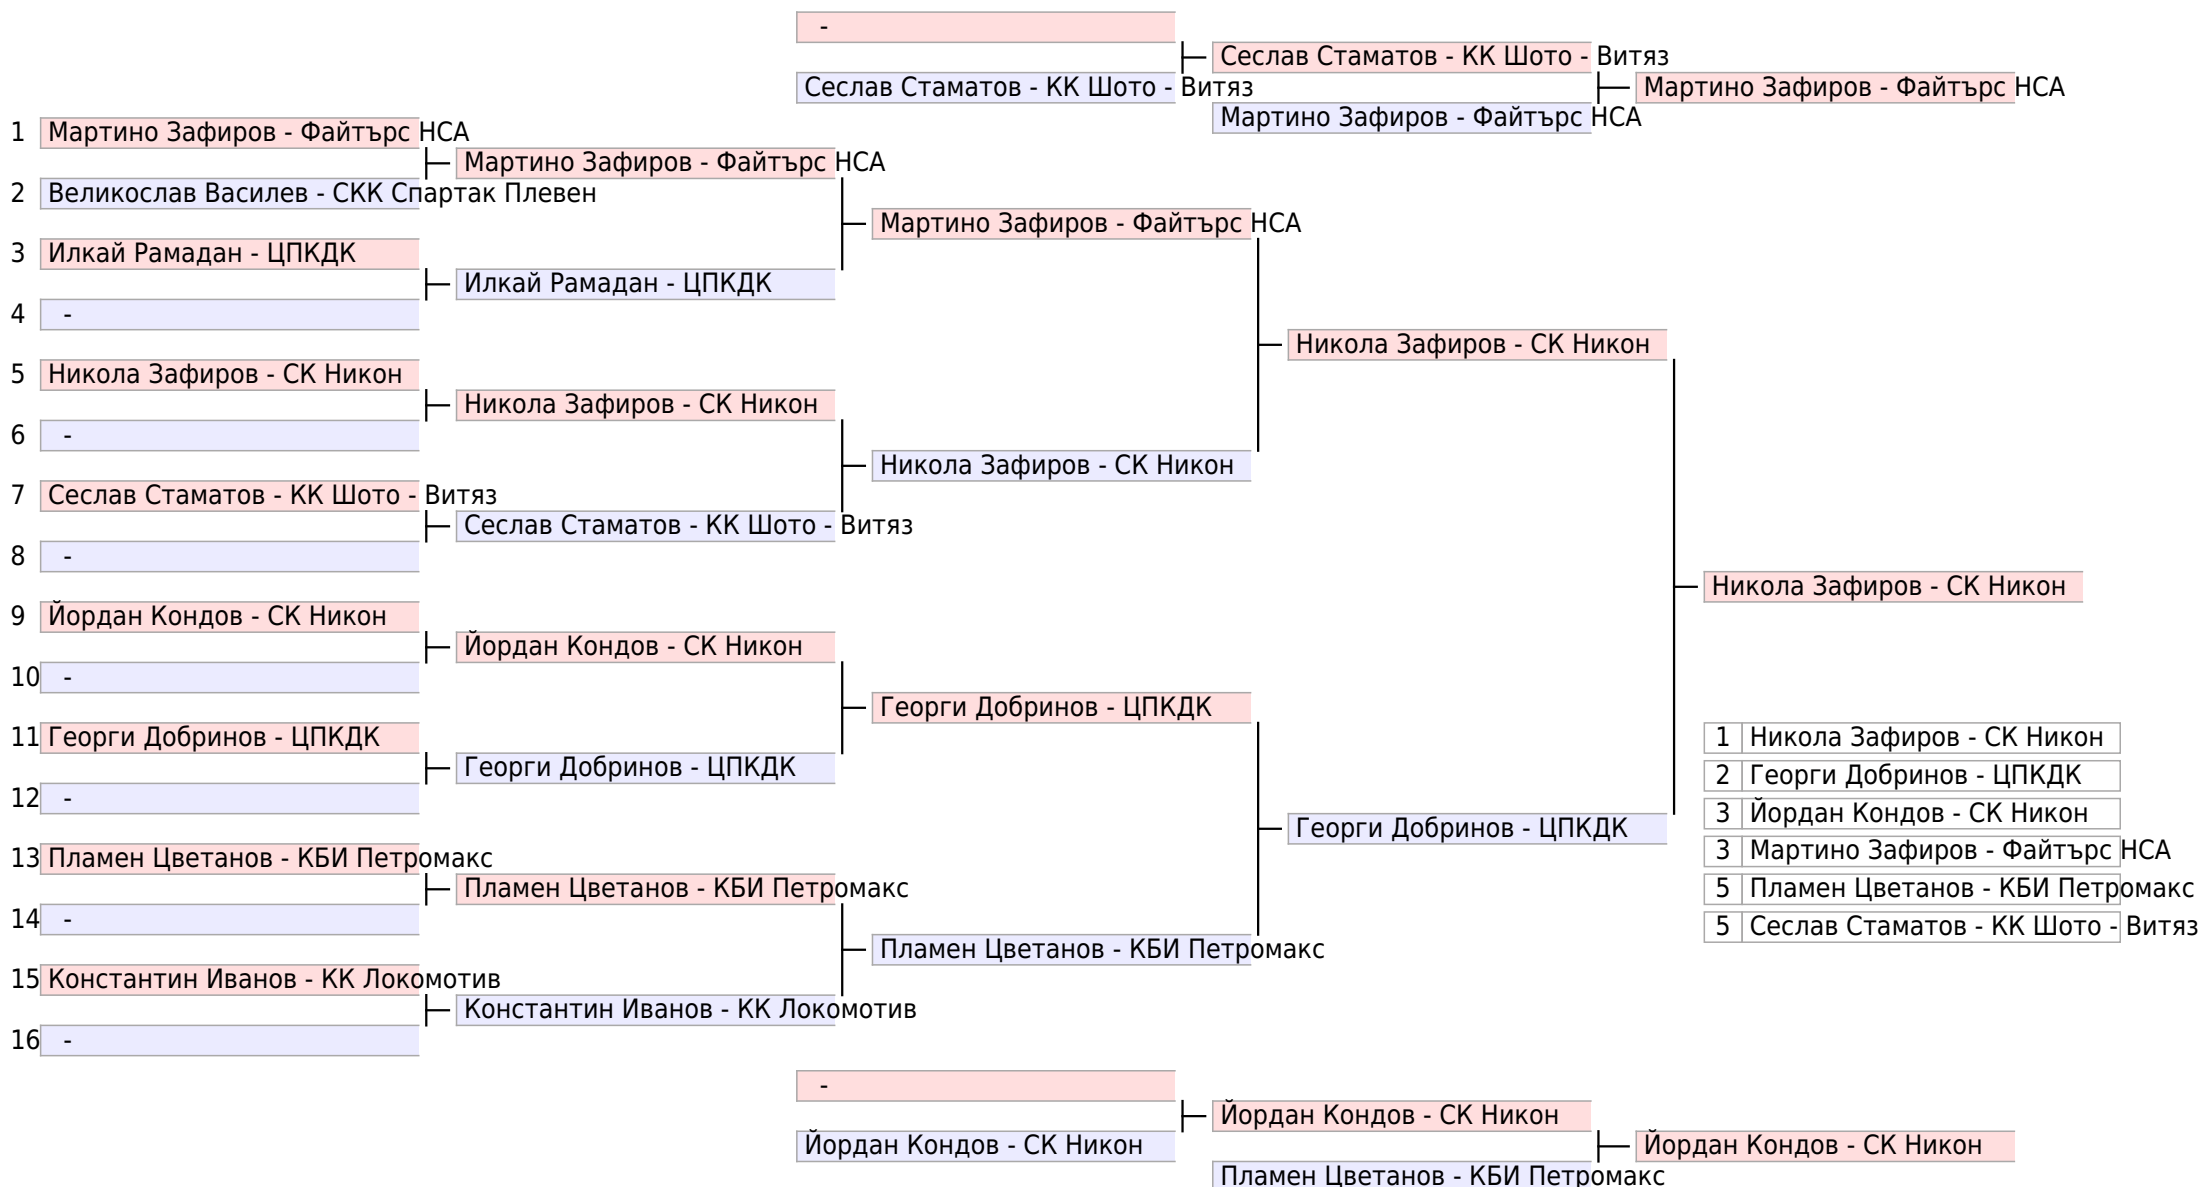 -
Сеслав Стаматов - КК Шото - Витяз
Сеслав Стаматов - КК Шото - Витяз
Мартино Зафиров - Файтърс НСА
Мартино Зафиров - Файтърс НСА
1 Мартино Зафиров - Файтърс НСА
Мартино Зафиров - Файтърс НСА
2 Великослав Василев - СКК Спартак Плевен
Мартино Зафиров - Файтърс НСА
3 Илкай Рамадан - ЦПКДК
Илкай Рамадан - ЦПКДК
4 -
Никола Зафиров - СК Никон
5 Никола Зафиров - СК Никон
Никола Зафиров - СК Никон
6 -
Никола Зафиров - СК Никон
7 Сеслав Стаматов - КК Шото - Витяз
Сеслав Стаматов - КК Шото - Витяз
8 -
Никола Зафиров - СК Никон
9 Йордан Кондов - СК Никон
Йордан Кондов - СК Никон
10 -
Георги Добринов - ЦПКДК
11 Георги Добринов - ЦПКДК
Георги Добринов - ЦПКДК
12 -
Георги Добринов - ЦПКДК
13 Пламен Цветанов - КБИ Петромакс
Пламен Цветанов - КБИ Петромакс
14 -
Пламен Цветанов - КБИ Петромакс
15 Константин Иванов - КК Локомотив
Константин Иванов - КК Локомотив
16 -
1 Никола Зафиров - СК Никон
2 Георги Добринов - ЦПКДК
3 Йордан Кондов - СК Никон
3 Мартино Зафиров - Файтърс НСА
5 Пламен Цветанов - КБИ Петромакс
5 Сеслав Стаматов - КК Шото - Витяз
-
Йордан Кондов - СК Никон
Йордан Кондов - СК Никон
Йордан Кондов - СК Никон
Пламен Цветанов - КБИ Петромакс